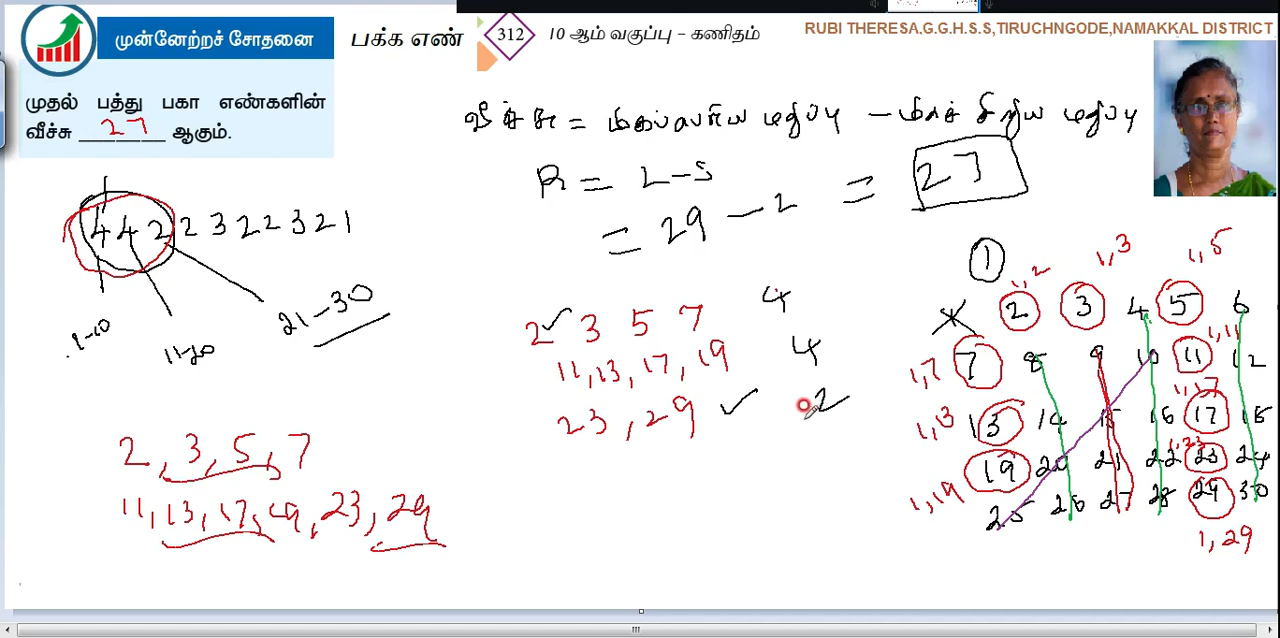 RUBI THERESA,G.G.H.S.S,TIRUCHNGODE,NAMAKKAL DISTRICT
முன்னேற்றச் சோதனை
பக்க எண்
312
10 ஆம் வகுப்பு – கணிதம்
முதல் பத்து பகா எண்களின்
வீச்சு 27 ஆகும்.
வீச்சு = மிகப்பெரிய மதிப்பு – மிகச் சிறிய மதிப்பு
R = L – S
= 29 – 2 = 27
4 4 2 2 3 2 2 3 2 1
1-10
11-20
21-30
2 3 5 7 4
11, 13, 17, 19 4
23, 29 2
2, 3, 5, 7
11, 13, 17, 19, 23, 29
1
1,2 1,3 1,5
2 3 4 5 6
1,7 7 8 9 10 11 12 1,11
1,13 13 14 15 16 17 18 1,17
1,19 19 20 21 22 23 24 1,23
25 26 27 28 29 30
1, 29